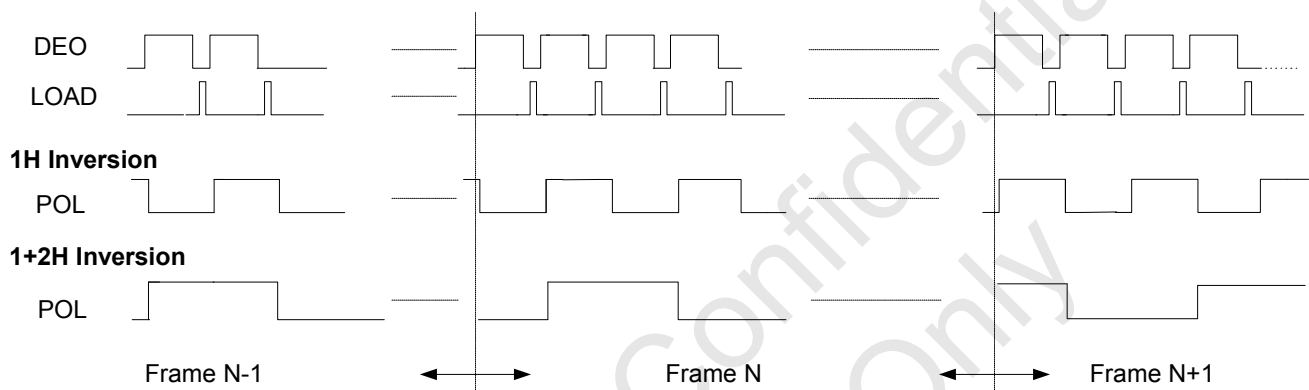 DEO
LOAD
1H Inversion
POL
1+2H Inversion
POL
Frame N-1 Frame N Frame N+1
Confidential
Only